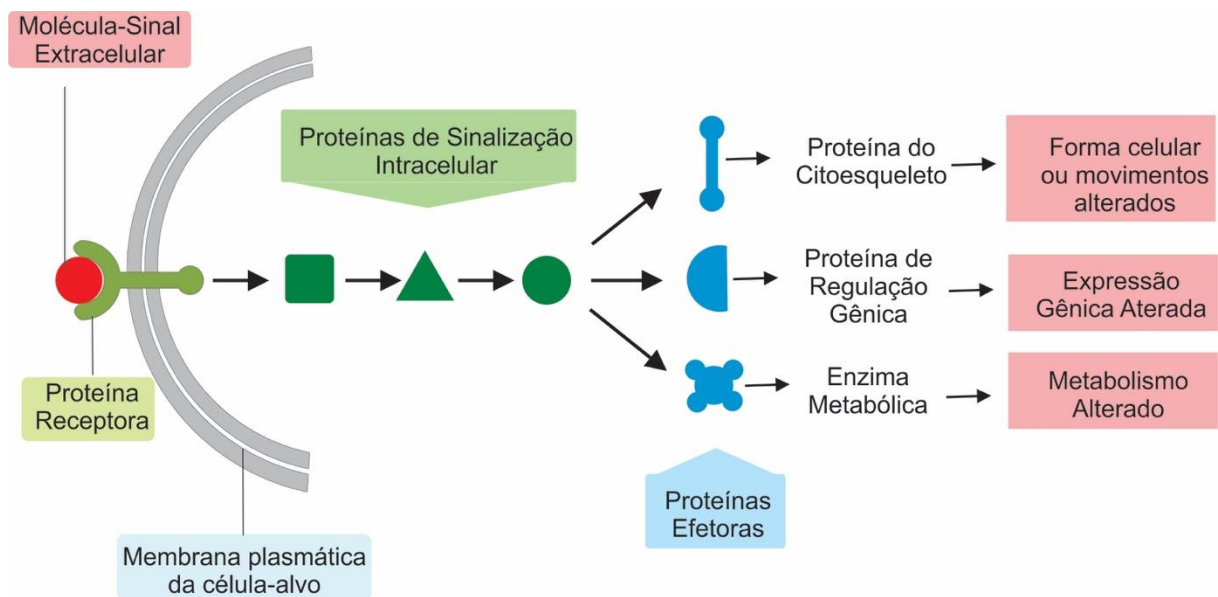 Molécula-Sinal
Extracelular
Proteínas de Sinalização
Intracelular
Proteína do
Citoesqueleto
Forma celular
ou movimentos
alterados
Proteína de
Regulação
Gênica
Expressão
Gênica Aterada
Proteína
Receptora
Enzima
Metabólica
Metabolismo
Alterado
Proteínas
Efetoras
Membrana plasmática
da célula-alvo